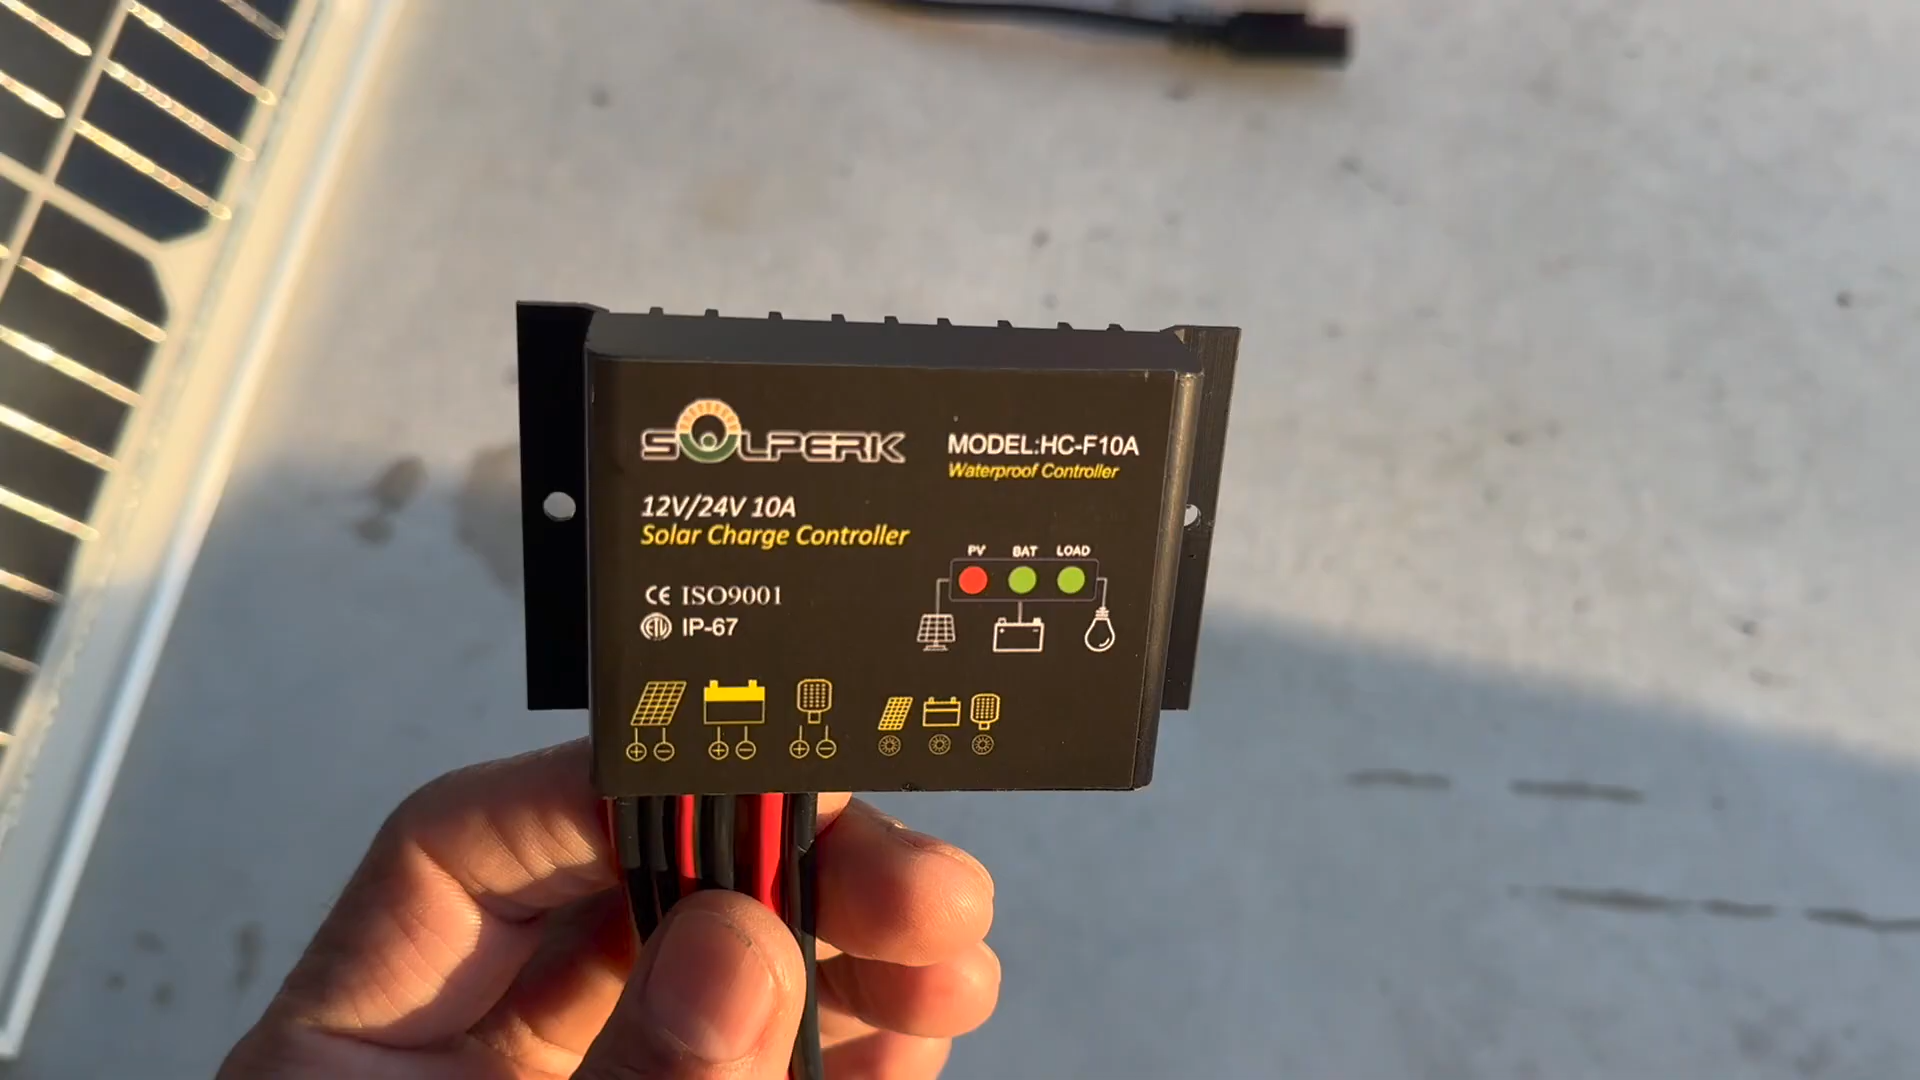 SOLPERK
MODEL:HC-F10A
Waterproof Controller
12V/24V 10A
Solar Charge Controller
PV BAT LOAD
CE ISO9001
ETL IP-67